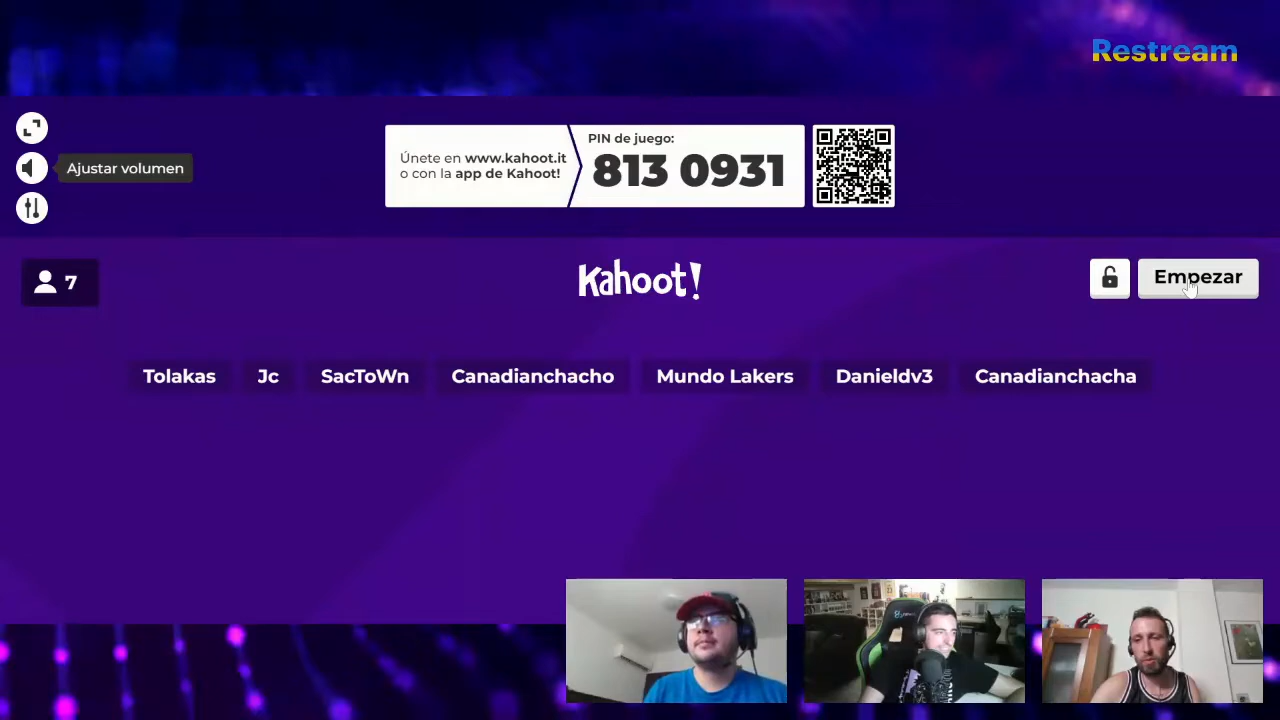 Restream
Únete en www.kahoot.it
o con la app de Kahoot!
PIN de juego:
813 0931
Ajustar volumen
7
Kahoot!
Empezar
Tolakas
Jc
SacToWn
Canadianchacho
Mundo Lakers
Danieldv3
Canadianchacha